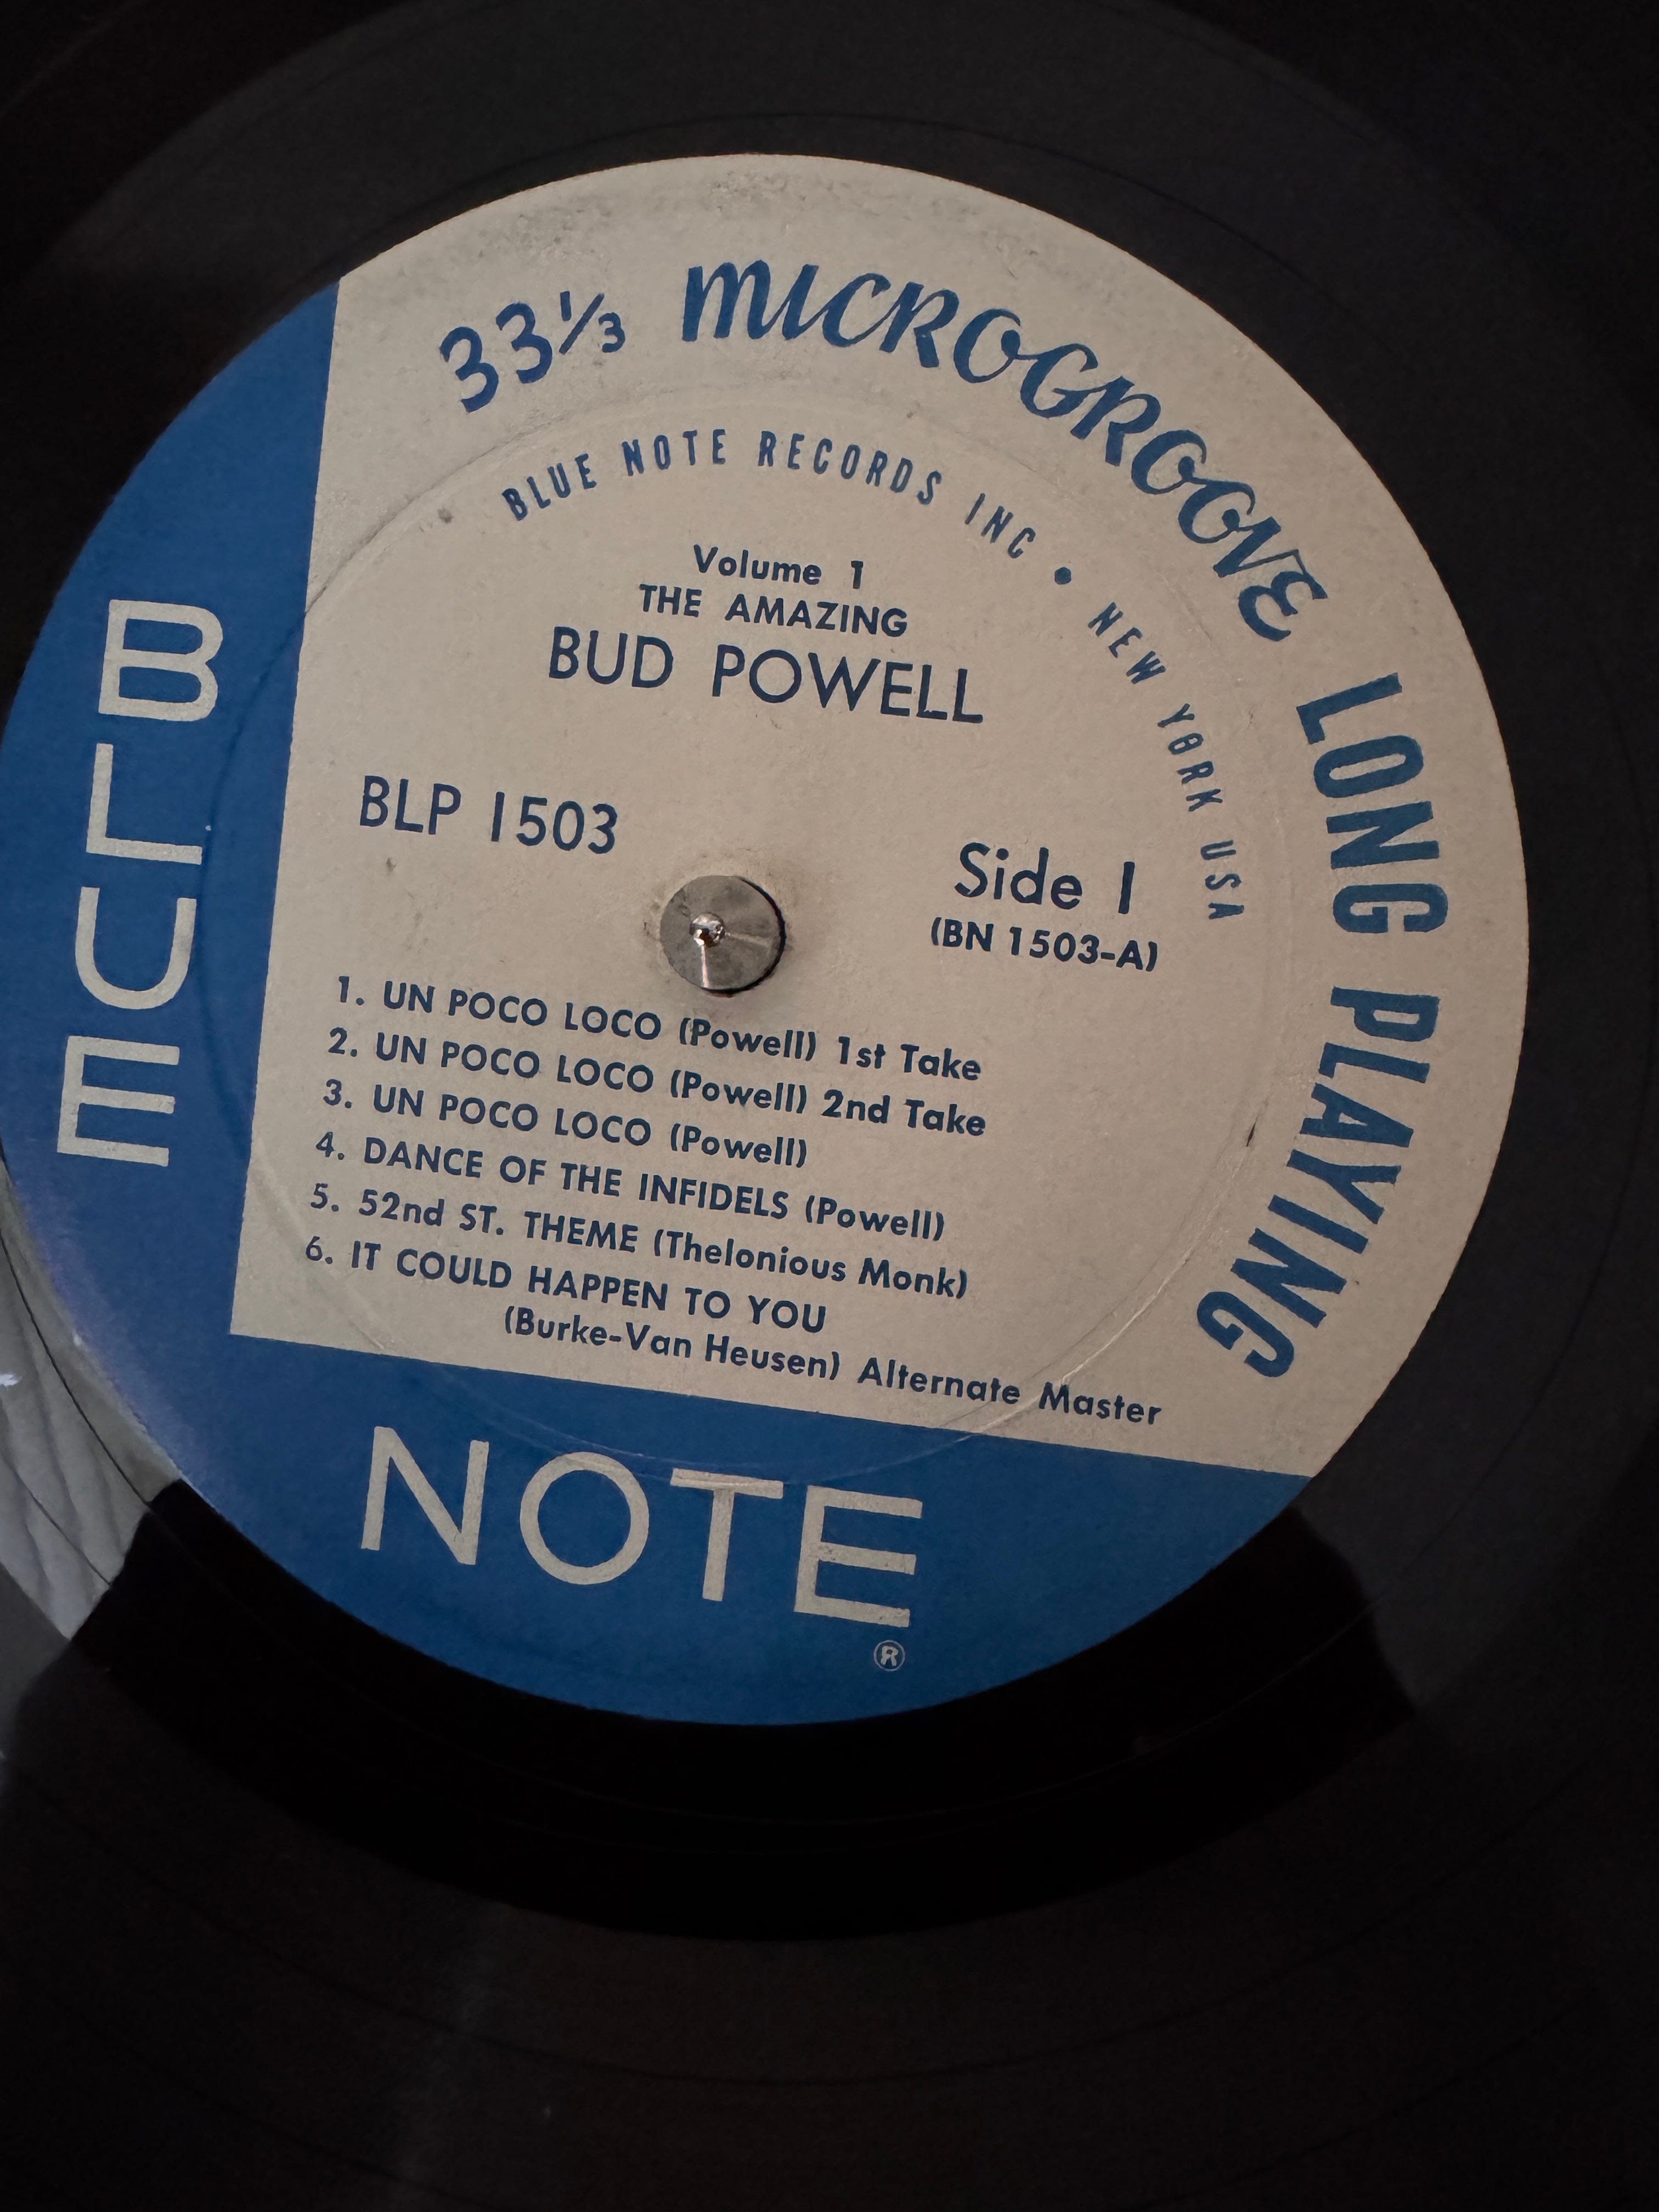 33⅓ MICROGROOVE LONG PLAYING
BLUE NOTE RECORDS INC • NEW YORK USA
Volume 1
THE AMAZING
BUD POWELL
BLP 1503
Side 1
(BN 1503-A)
1. UN POCO LOCO (Powell) 1st Take
2. UN POCO LOCO (Powell) 2nd Take
3. UN POCO LOCO (Powell)
4. DANCE OF THE INFIDELS (Powell)
5. 52nd ST. THEME (Thelonious Monk)
6. IT COULD HAPPEN TO YOU
(Burke-Van Heusen) Alternate Master
BLUE
NOTE
®